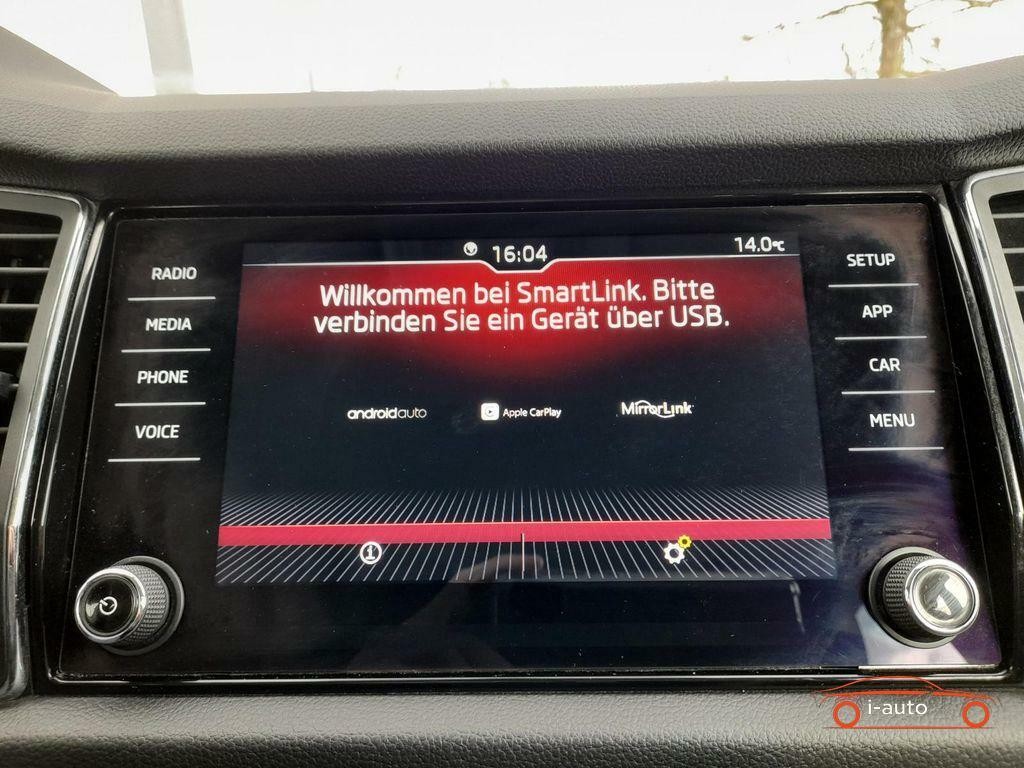 16:04
14.0°C
RADIO
MEDIA
PHONE
VOICE
Willkommen bei SmartLink. Bitte
verbinden Sie ein Gerät über USB.
androidauto
Apple CarPlay
MirrorLink
SETUP
APP
CAR
MENU
i-auto